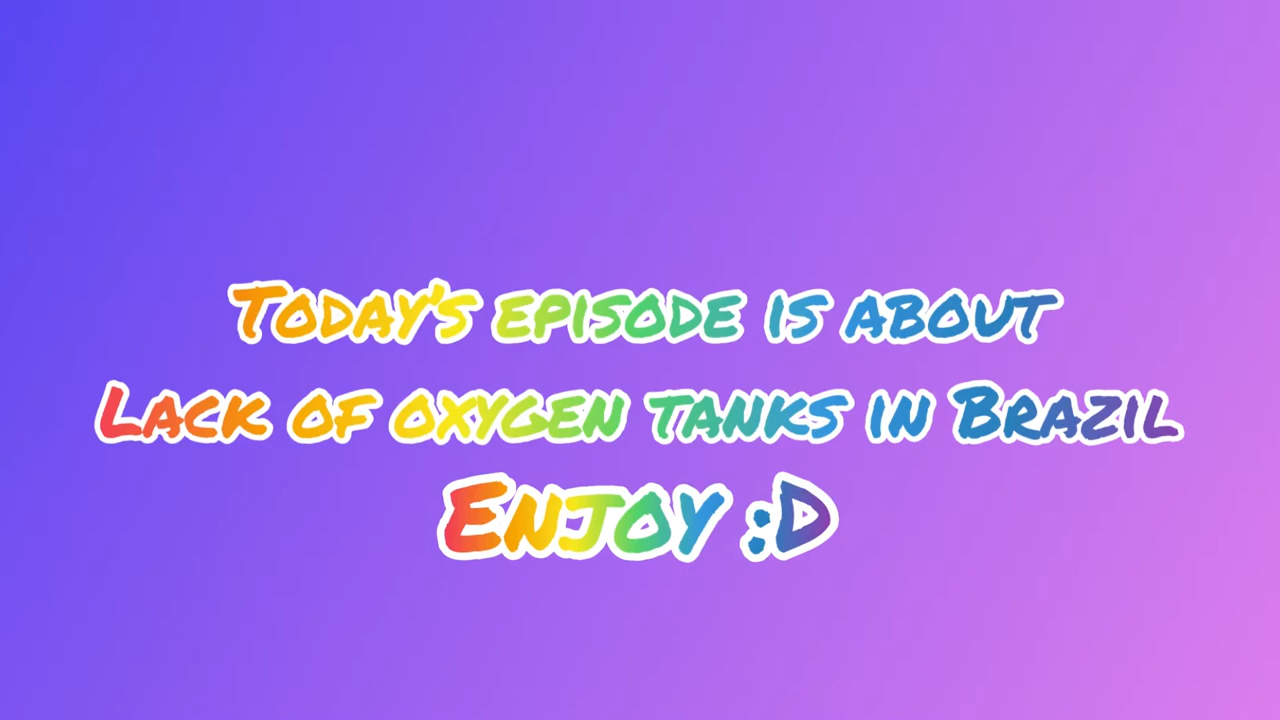 Today's episode is about
Lack of oxygen tanks in Brazil
Enjoy :D